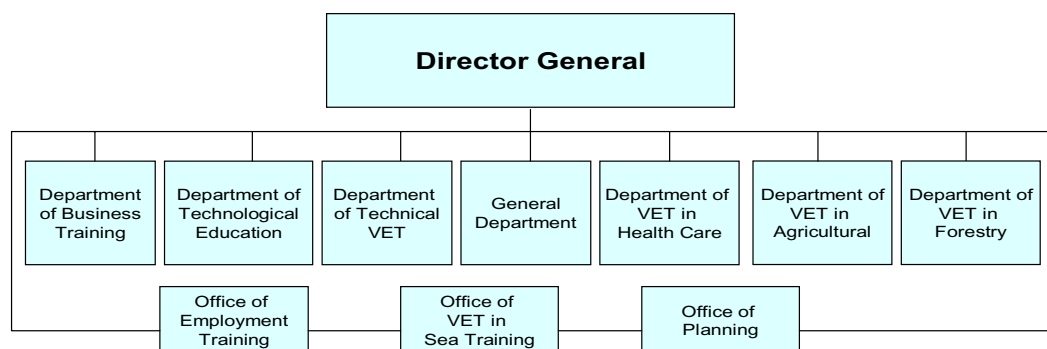 Director General
Department
of Business
Training
Department of
Technological
Education
Department
of Technical
VET
General
Department
Department of
VET in
Health Care
Department of
VET in
Agricultural
Department of
VET in
Forestry
Office of
Employment
Training
Office of
VET in
Sea Training
Office of
Planning